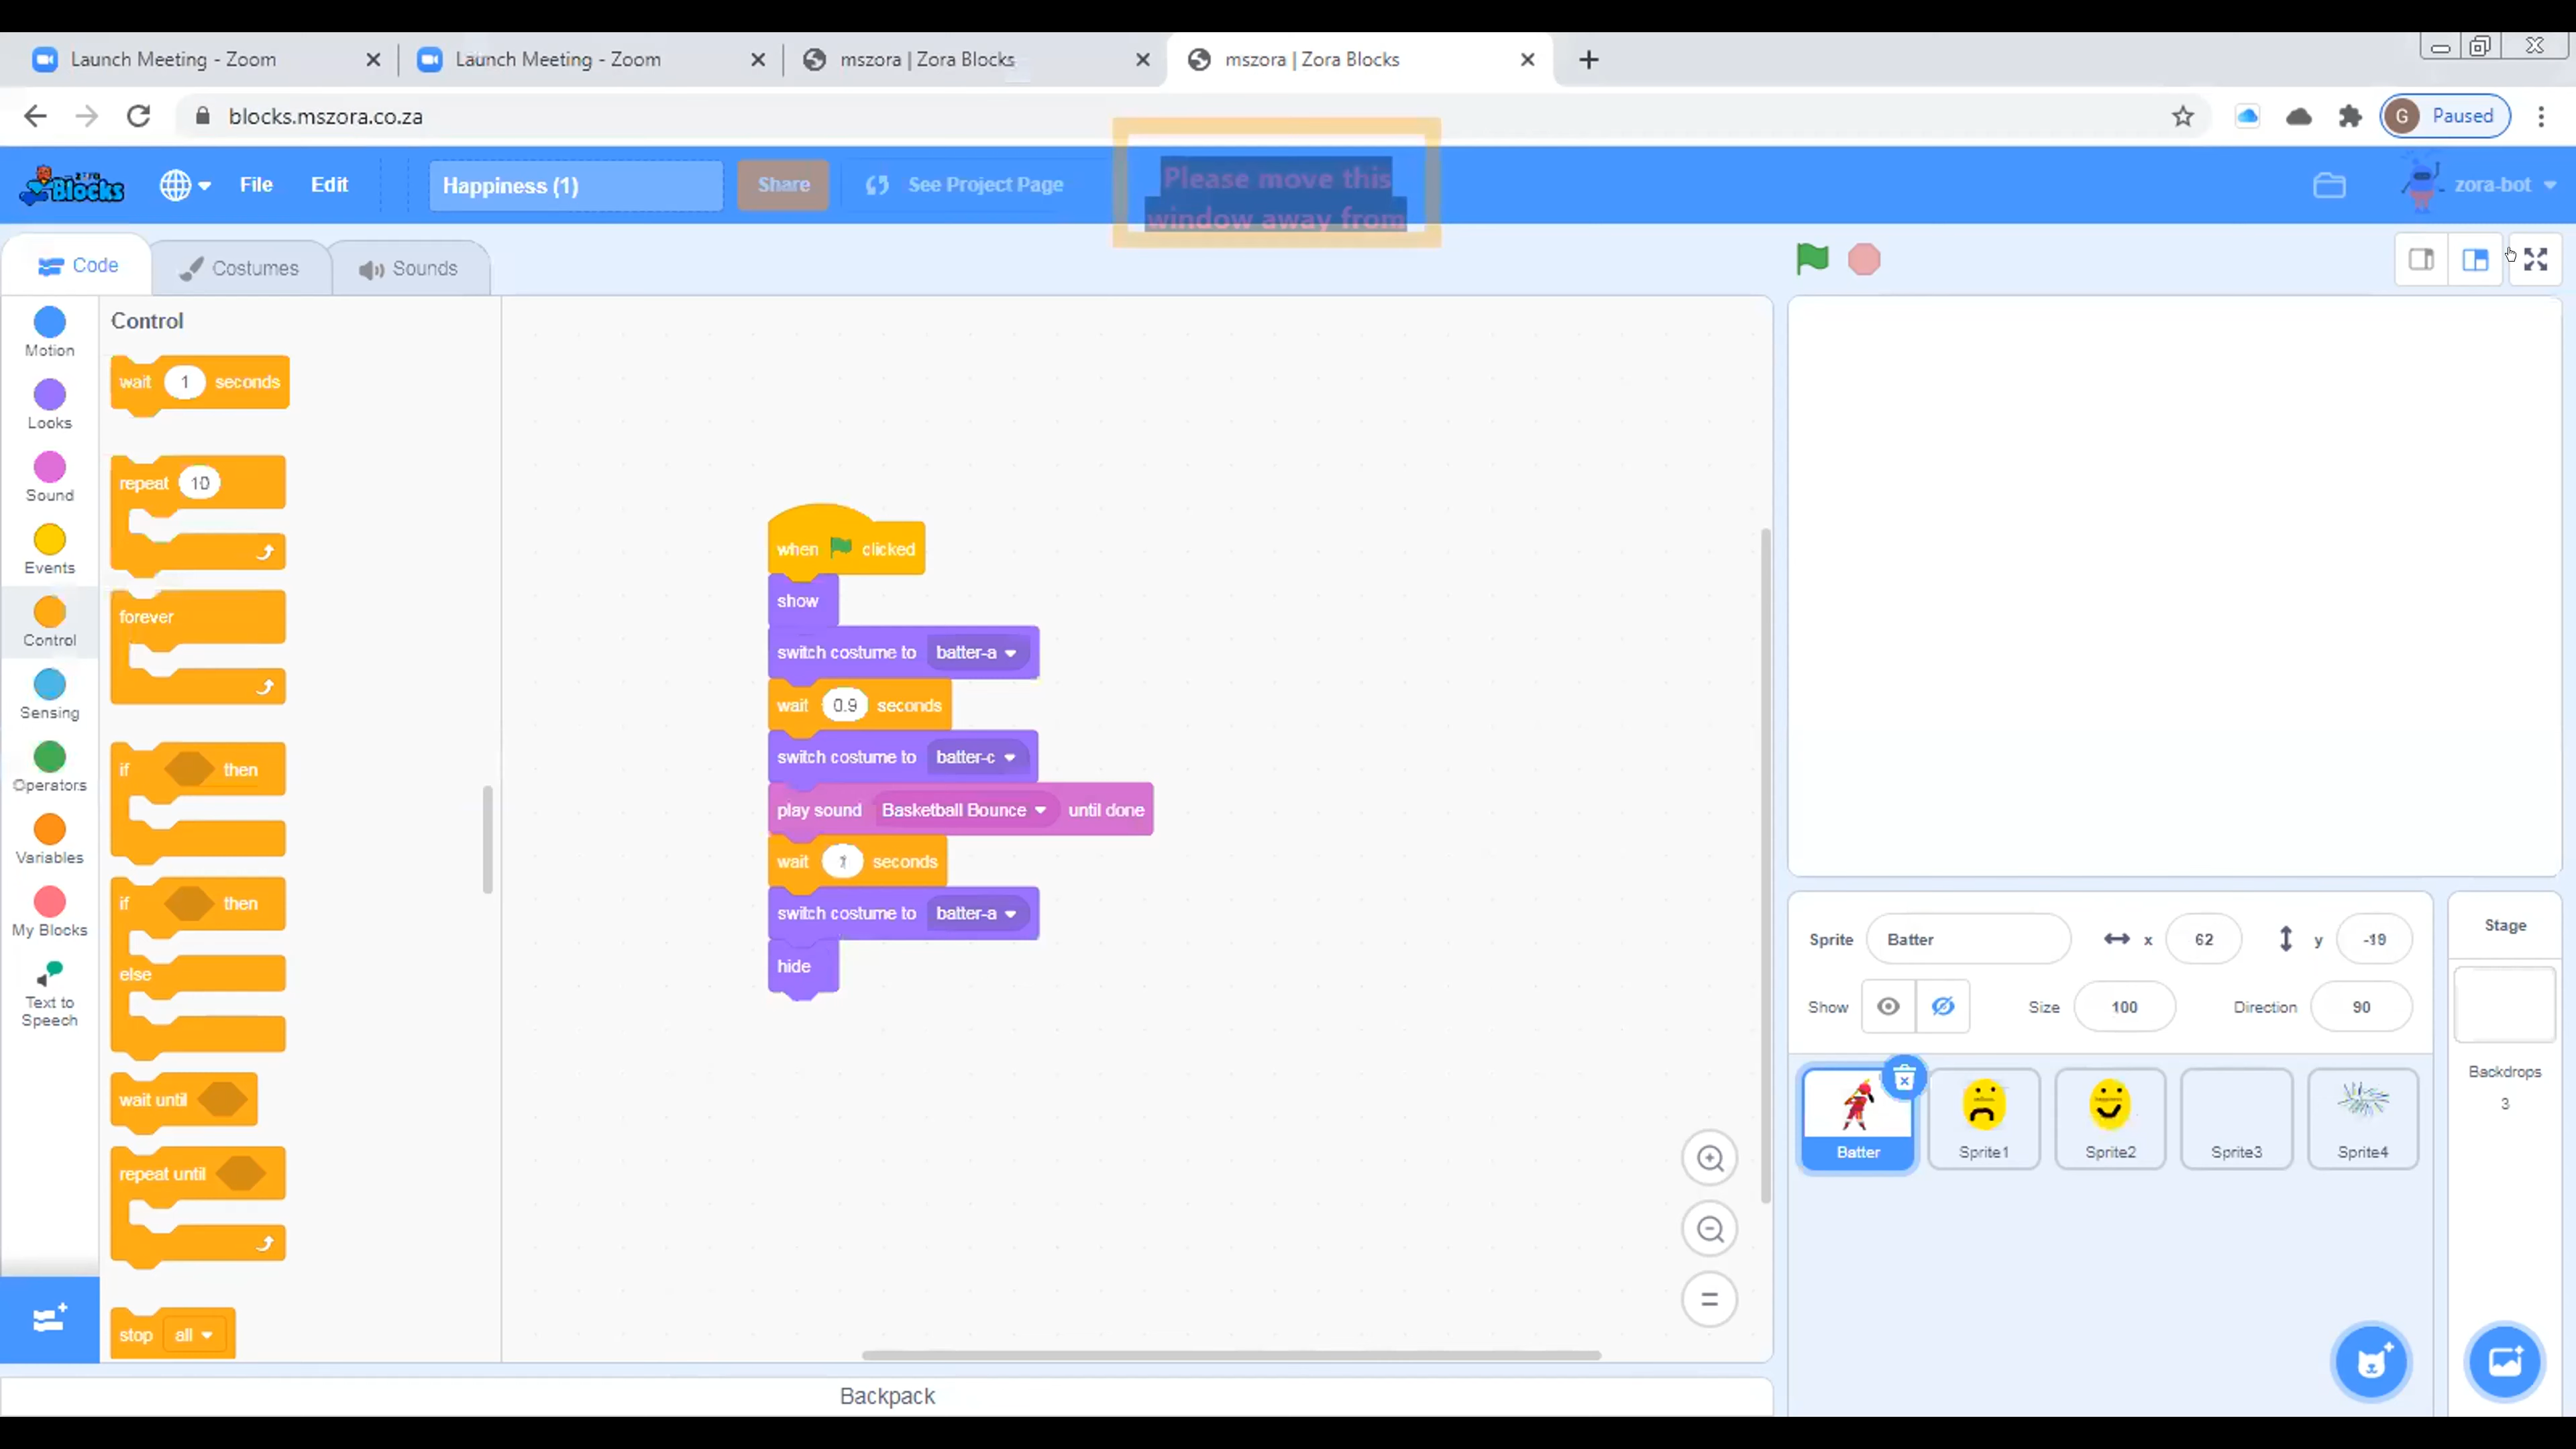 Launch Meeting - Zoom
Launch Meeting - Zoom
mszora | Zora Blocks
mszora | Zora Blocks
blocks.mszora.co.za
G Paused
Blocks
File
Edit
Happiness (1)
Share
See Project Page
Please move this
window away from
zora-bot
Code
Costumes
Sounds
Motion
Looks
Sound
Events
Control
Sensing
Operators
Variables
My Blocks
Text to
Speech
Control
wait 1 seconds
repeat 10
forever
if then
if then
else
wait until
repeat until
stop all
when clicked
show
switch costume to batter-a
wait 0.9 seconds
switch costume to batter-c
play sound Basketball Bounce until done
wait 1 seconds
switch costume to batter-a
hide
Backpack
Sprite Batter x 62 y -19
Show Size 100 Direction 90
Batter
Sprite1
Sprite2
Sprite3
Sprite4
Stage
Backdrops
3